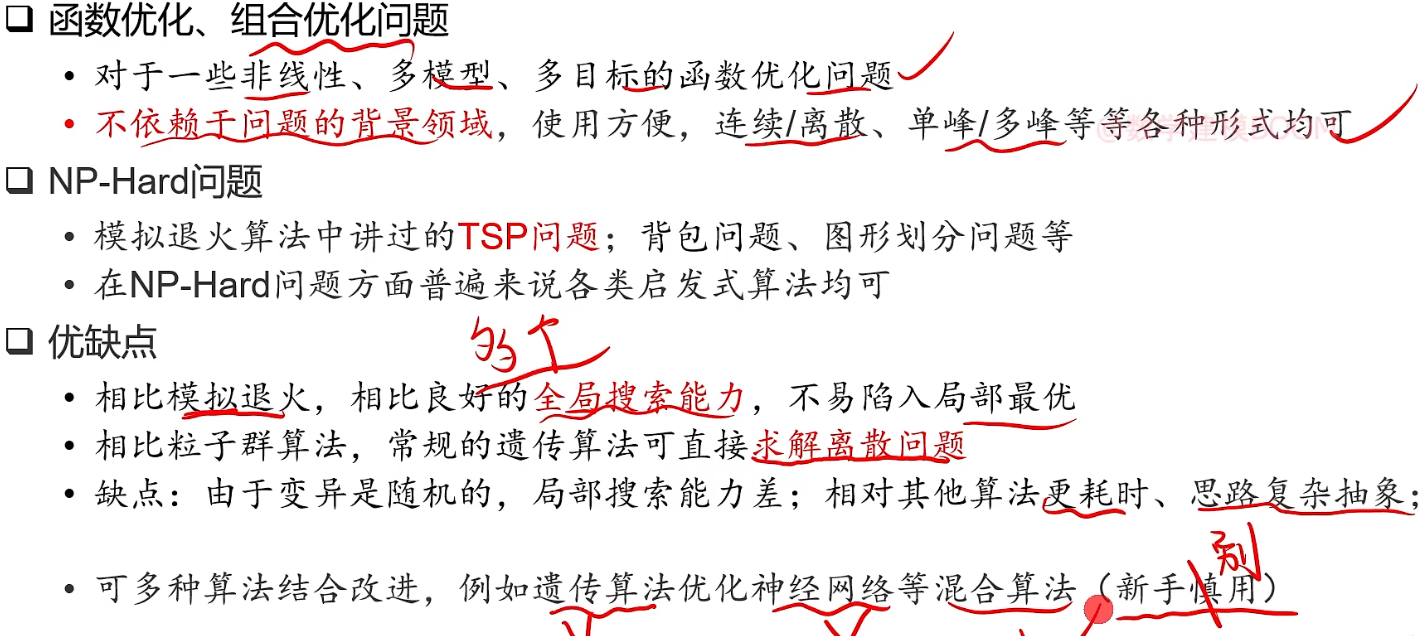 函数优化、组合优化问题
对于一些非线性、多模型、多目标的函数优化问题
不依赖于问题的背景领域，使用方便，连续/离散、单峰/多峰等等各种形式均可
NP-Hard问题
模拟退火算法中讲过的TSP问题；背包问题、图形划分问题等
在NP-Hard问题方面普遍来说各类启发式算法均可
优缺点
多个
相比模拟退火，相比良好的全局搜索能力，不易陷入局部最优
相比粒子群算法，常规的遗传算法可直接求解离散问题
缺点：由于变异是随机的，局部搜索能力差；相对其他算法更耗时、思路复杂抽象；
别
可多种算法结合改进，例如遗传算法优化神经网络等混合算法（新手慎用）